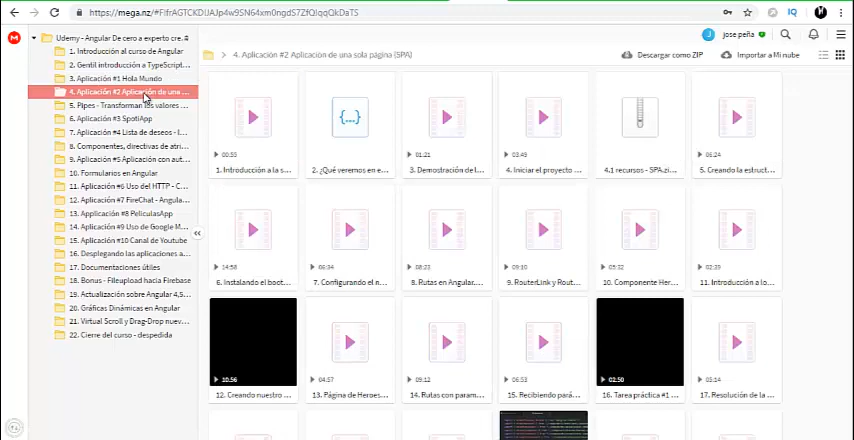 https://mega.nz/#F!frAGTCKD!JAJp4w9SN64xm0ngdS7ZfQ!qqQkDaTS
jose peña
Udemy - Angular De cero a experto cre..
1. Introducción al curso de Angular
2. Gentil introducción a TypeScript...
3. Aplicación #1 Hola Mundo
4. Aplicación #2 Aplicación de une ...
5. Pipes - Transforman los valores ...
6. Aplicación #3 SpotiApp
7. Aplicación #4 Lista de deseos - I...
8. Componentes, directivas de atri...
9. Aplicación #5 Aplicación con aut...
10. Formularios en Angular
11. Aplicación #6 Uso del HTTP - C...
12. Aplicación #7 FireChat - Angula...
13. Appplicación #8 PeliculasApp
14. Aplicación #9 Uso de Google M...
15. Aplicación #10 Canal de Youtube
16. Desplegando las aplicaciones a...
17. Documentaciones útiles
18. Bonus - Fileupload hacia Firebase
19. Actualización sobre Angular 4,5...
20. Gráficas Dinámicas en Angular
21. Virtual Scroll y Drag-Drop nuev...
22. Cierre del curso - despedida
4. Aplicación #2 Aplicación de una sola página (SPA)
Descargar como ZIP
Importar a Mi nube
00:55
1. Introducción a la s...
{...}
2. ¿Qué veremos en e...
01:21
3. Demostración de l...
03:49
4. Iniciar el proyecto ...
4.1 recursos - SPA.zi...
06:24
5. Creando la estruct...
14:58
6. Instalando el boot...
06:34
7. Configurando el n...
08:23
8. Rutas en Angular...
09:10
9. RouterLink y Rout...
05:32
10. Componente Her...
02:39
11. Introducción a lo...
10:56
12. Creando nuestro ...
04:57
13. Página de Heroes...
09:12
14. Rutas con param...
06:53
15. Recibiendo pará...
02:50
16. Tarea práctica #1 ...
03:14
17. Resolución de la ...